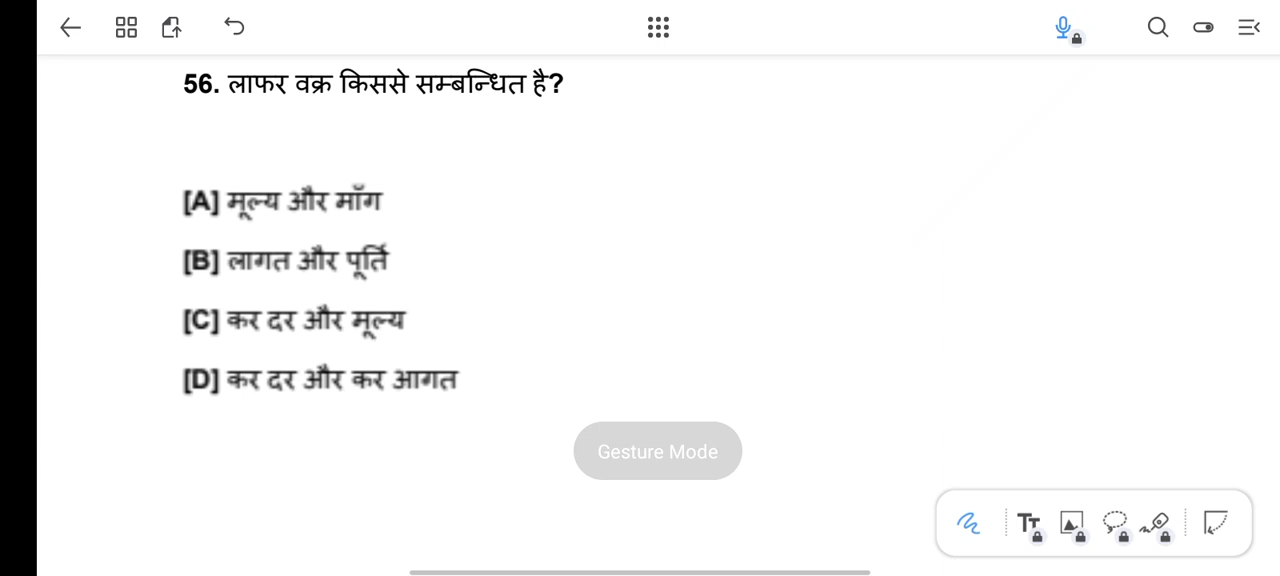 56. लाफर वक्र किससे सम्बन्धित है?
[A] मूल्य और माँग
[B] लागत और पूर्ति
[C] कर दर और मूल्य
[D] कर दर और कर आगत
Gesture Mode
TT